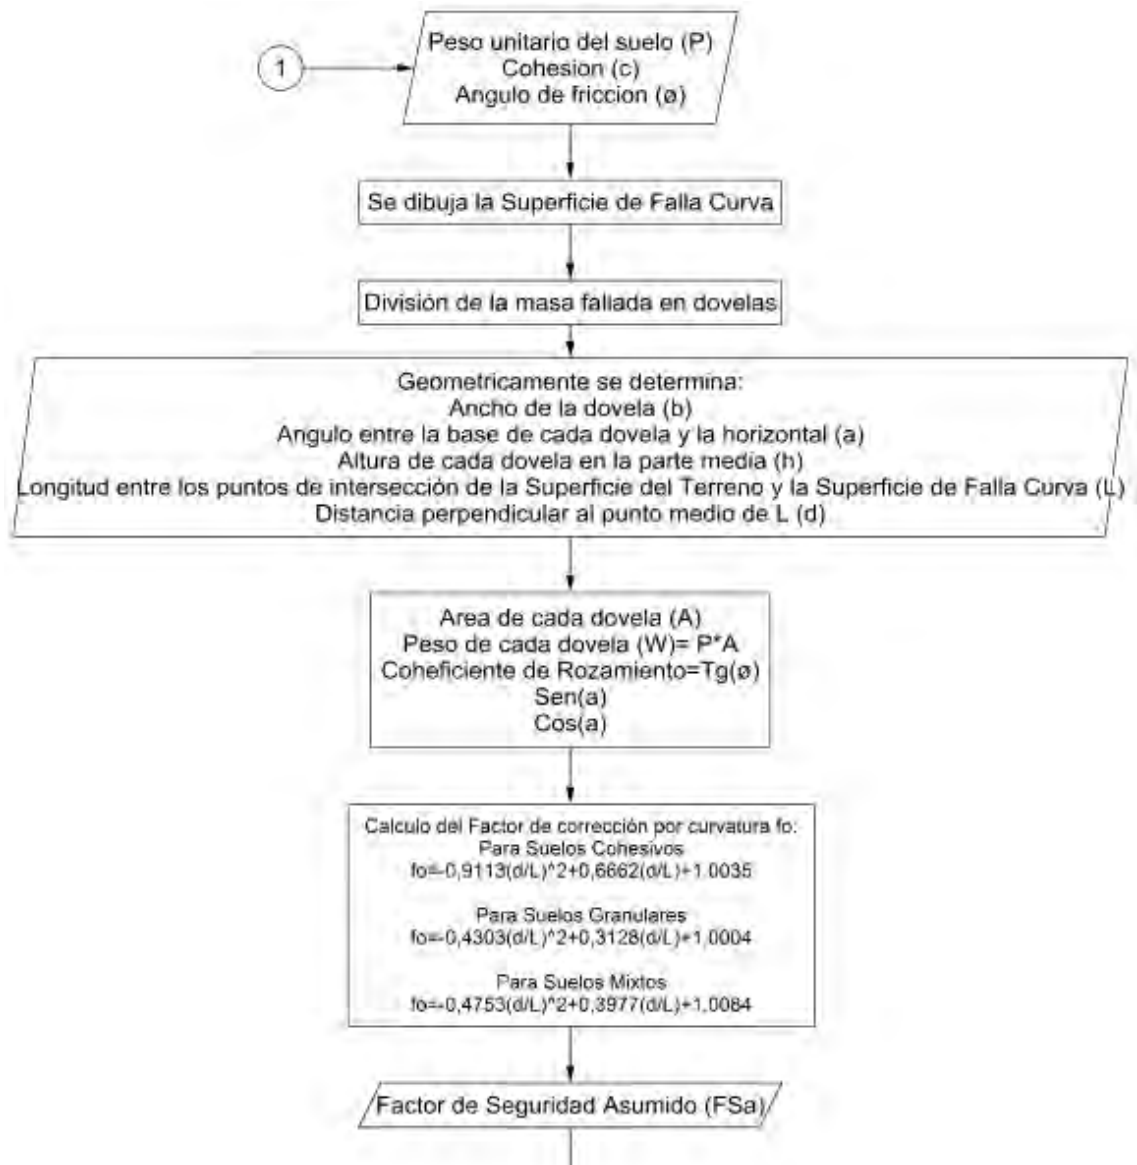 1
Peso unitario del suelo (P)
Cohesion (c)
Angulo de friccion (ø)
Se dibuja la Superficie de Falla Curva
División de la masa fallada en dovelas
Geometricamente se determina:
Ancho de la dovela (b)
Angulo entre la base de cada dovela y la horizontal (a)
Altura de cada dovela en la parte media (h)
Longitud entre los puntos de intersección de la Superficie del Terreno y la Superficie de Falla Curva (L)
Distancia perpendicular al punto medio de L (d)
Area de cada dovela (A)
Peso de cada dovela (W)= P*A
Coheficiente de Rozamiento=Tg(ø)
Sen(a)
Cos(a)
Calculo del Factor de corrección por curvatura fo:
Para Suelos Cohesivos
fo=-0,9113(d/L)^2+0,6662(d/L)+1.0035
Para Suelos Granulares
fo=-0,4303(d/L)^2+0,3128(d/L)+1,0004
Para Suelos Mixtos
fo=-0,4753(d/L)^2+0,3977(d/L)+1,0084
Factor de Seguridad Asumido (FSa)